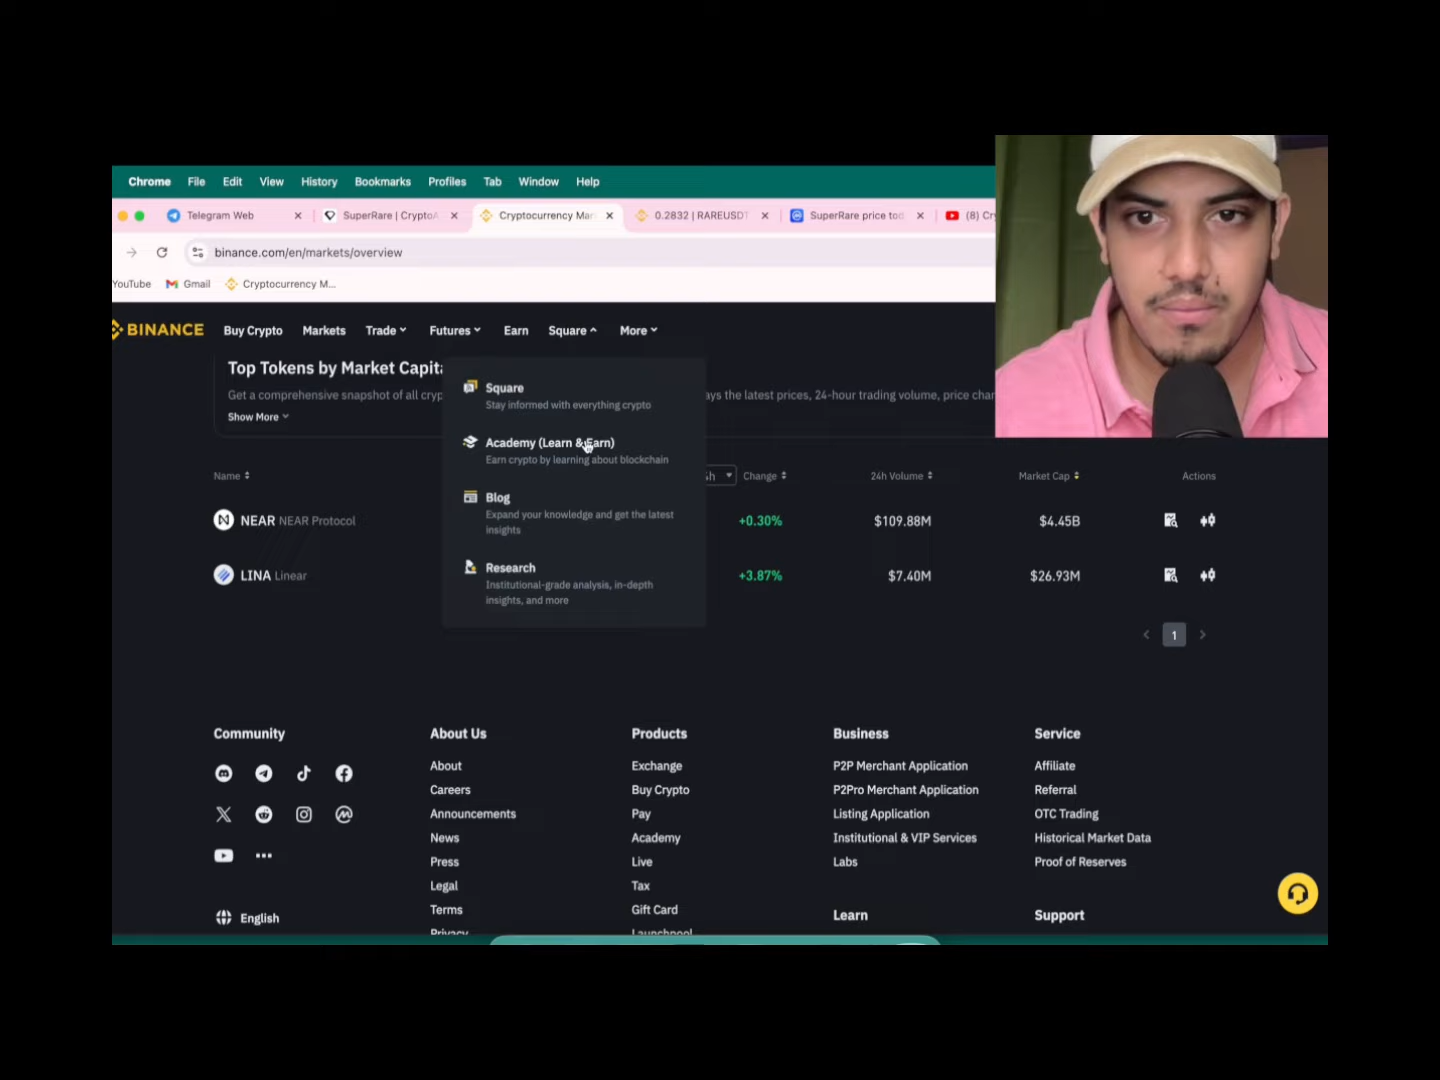 Chrome File Edit View History Bookmarks Profiles Tab Window Help
Telegram Web SuperRare | CryptoA Cryptocurrency Mar 0.2832 | RAREUSDT SuperRare price tod (8) Cry
binance.com/en/markets/overview
YouTube Gmail Cryptocurrency M...
BINANCE Buy Crypto Markets Trade Futures Earn Square More
Top Tokens by Market Capita
Get a comprehensive snapshot of all cryp
ays the latest prices, 24-hour trading volume, price chan
Show More
Square
Stay informed with everything crypto
Academy (Learn & Earn)
Earn crypto by learning about blockchain
Blog
Expand your knowledge and get the latest
insights
Research
Institutional-grade analysis, in-depth
insights, and more
Name Change 24h Volume Market Cap Actions
NEAR NEAR Protocol +0.30% $109.88M $4.45B
LINA Linear +3.87% $7.40M $26.93M
1
Community
English
About Us
About
Careers
Announcements
News
Press
Legal
Terms
Privacy
Products
Exchange
Buy Crypto
Pay
Academy
Live
Tax
Gift Card
Launchpool
Business
P2P Merchant Application
P2Pro Merchant Application
Listing Application
Institutional & VIP Services
Labs
Learn
Service
Affiliate
Referral
OTC Trading
Historical Market Data
Proof of Reserves
Support